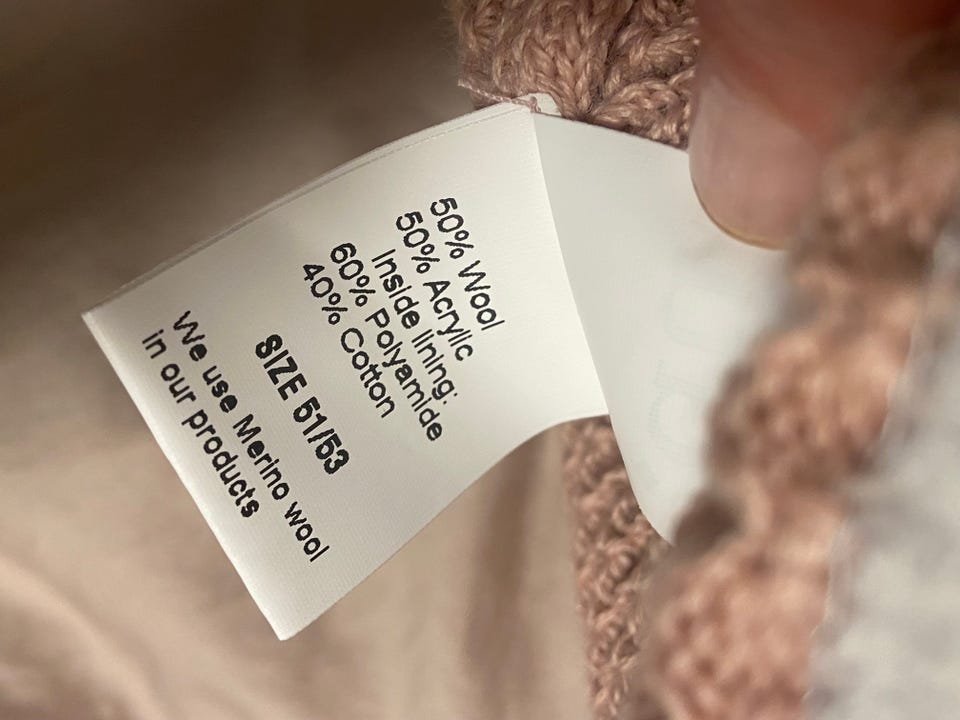 50% Wool
50% Acrylic
Inside lining:
60% Polyamide
40% Cotton
SIZE 51/53
We use Merino wool
in our products